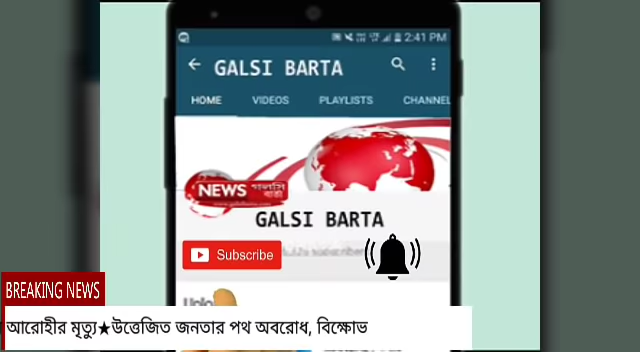 2:41 PM
GALSI BARTA
HOME VIDEOS PLAYLISTS CHANNEL
NEWS
GALSI BARTA
Subscribe
BREAKING NEWS
আরোহীর মৃত্যু★উত্তেজিত জনতার পথ অবরোধ, বিক্ষোভ